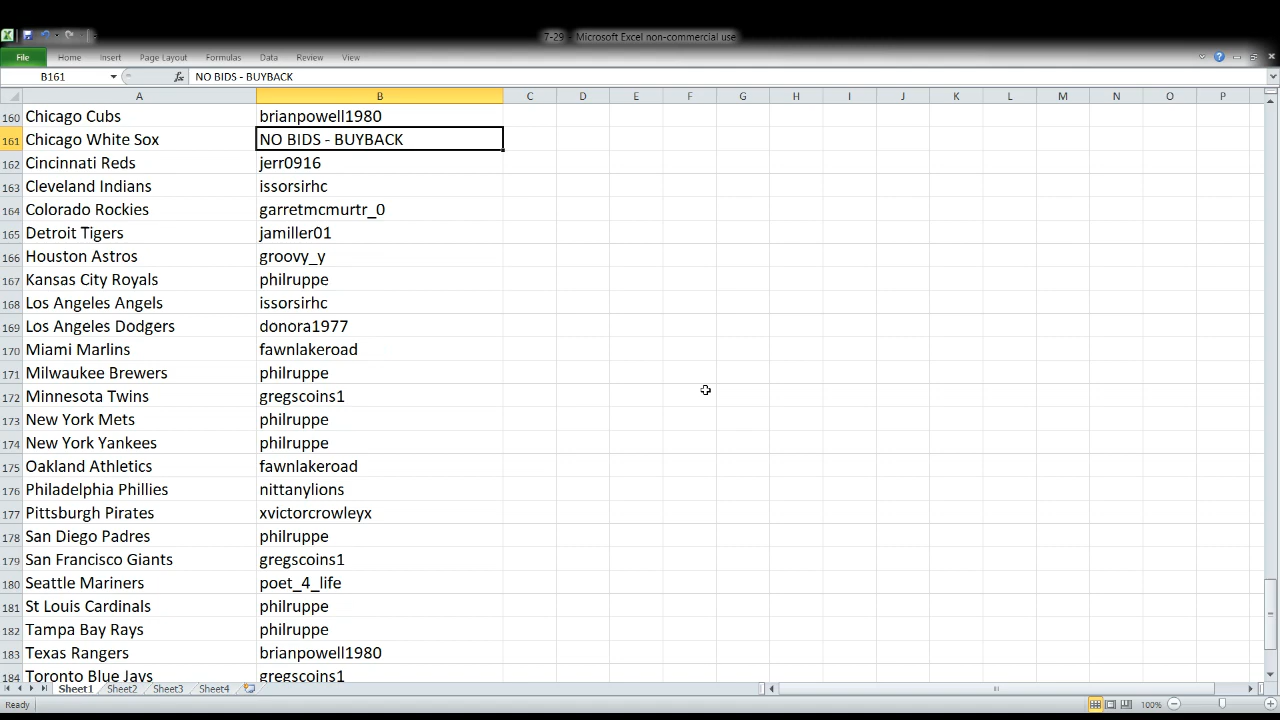 7-29 - Microsoft Excel non-commercial use
File Home Insert Page Layout Formulas Data Review View
B161 fx NO BIDS - BUYBACK
A B C D E F G H I J K L M N O P
160 Chicago Cubs brianpowell1980
161 Chicago White Sox NO BIDS - BUYBACK
162 Cincinnati Reds jerr0916
163 Cleveland Indians issorsirhc
164 Colorado Rockies garretmcmurtr_0
165 Detroit Tigers jamiller01
166 Houston Astros groovy_y
167 Kansas City Royals philruppe
168 Los Angeles Angels issorsirhc
169 Los Angeles Dodgers donora1977
170 Miami Marlins fawnlakeroad
171 Milwaukee Brewers philruppe
172 Minnesota Twins gregscoins1
173 New York Mets philruppe
174 New York Yankees philruppe
175 Oakland Athletics fawnlakeroad
176 Philadelphia Phillies nittanylions
177 Pittsburgh Pirates xvictorcrowleyx
178 San Diego Padres philruppe
179 San Francisco Giants gregscoins1
180 Seattle Mariners poet_4_life
181 St Louis Cardinals philruppe
182 Tampa Bay Rays philruppe
183 Texas Rangers brianpowell1980
184 Toronto Blue Jays gregscoins1
Sheet1 Sheet2 Sheet3 Sheet4
Ready 100%